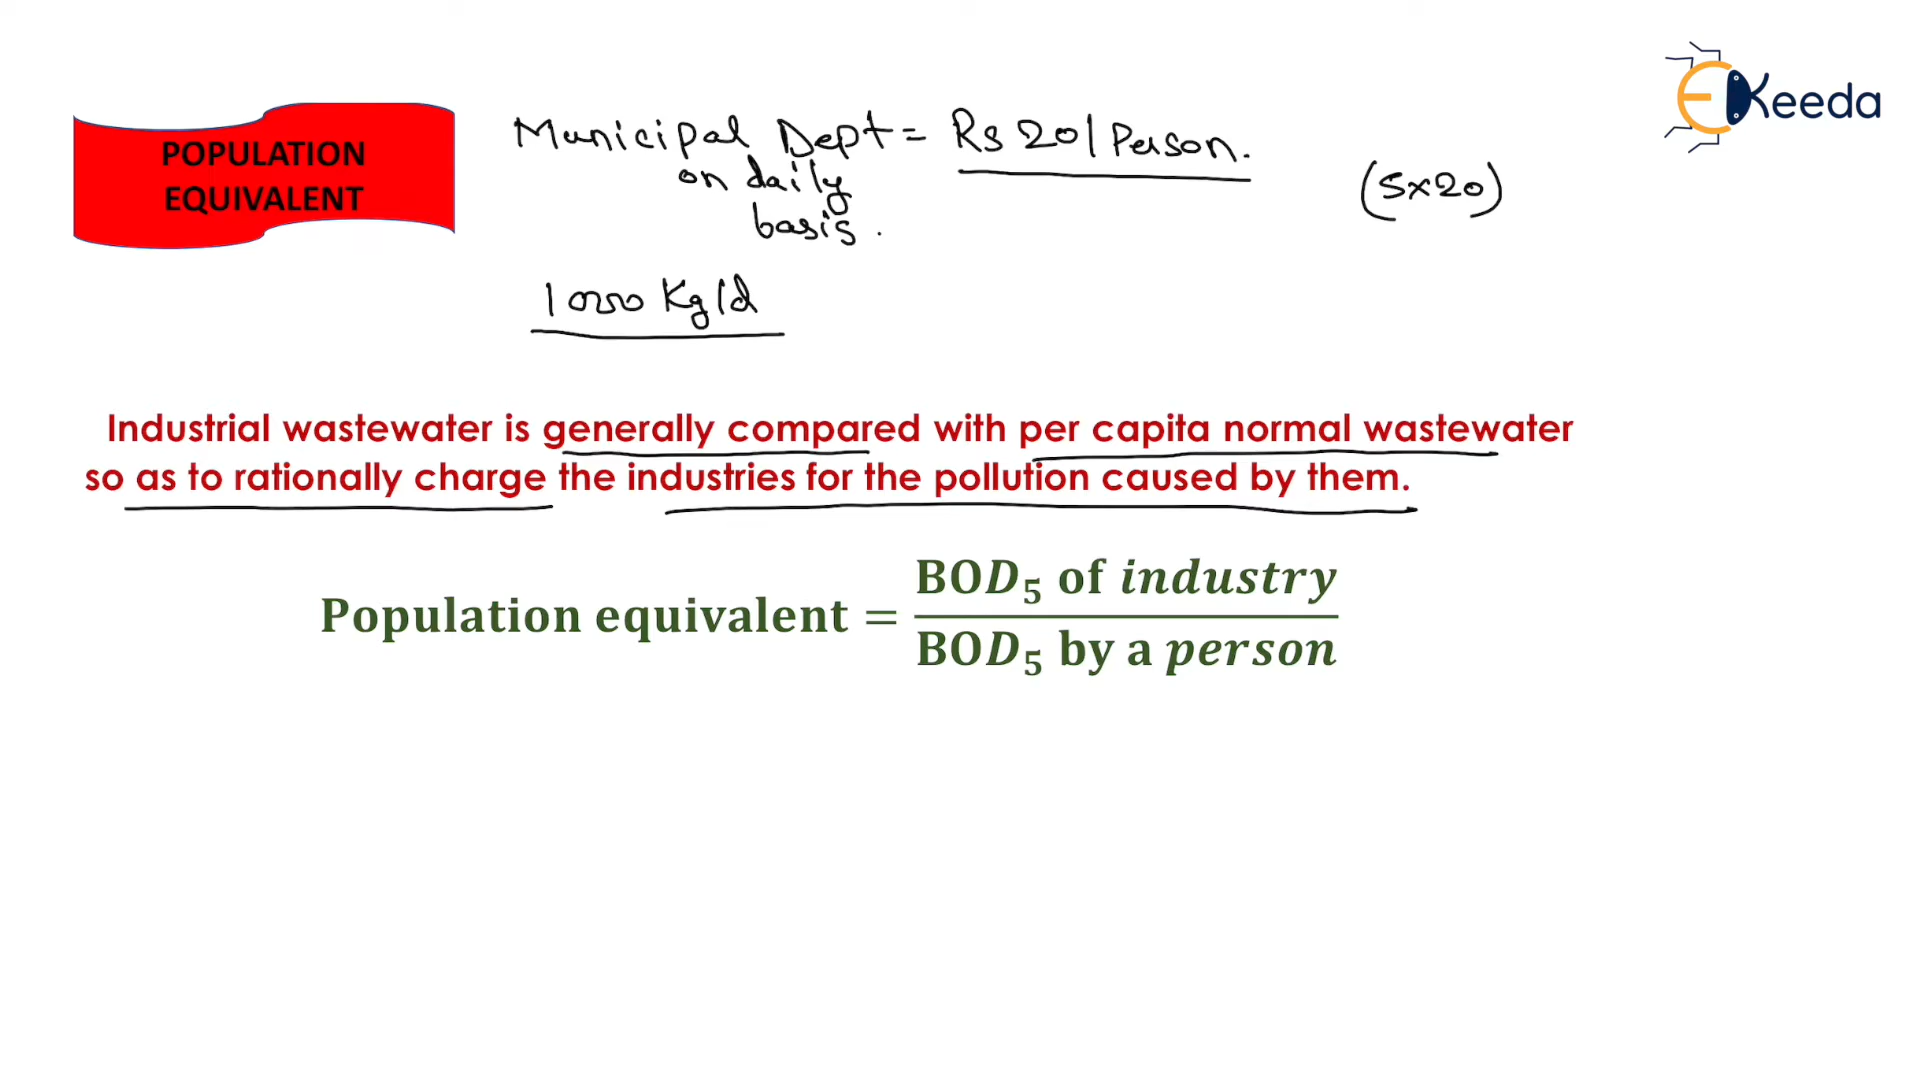 Keeda
POPULATION
EQUIVALENT
Municipal Dept = Rs 20/Person.
on daily
basis.
(5×20)
1000 Kg/d
Industrial wastewater is generally compared with per capita normal wastewater
so as to rationally charge the industries for the pollution caused by them.
Population equivalent = BOD₅ of industry / BOD₅ by a person